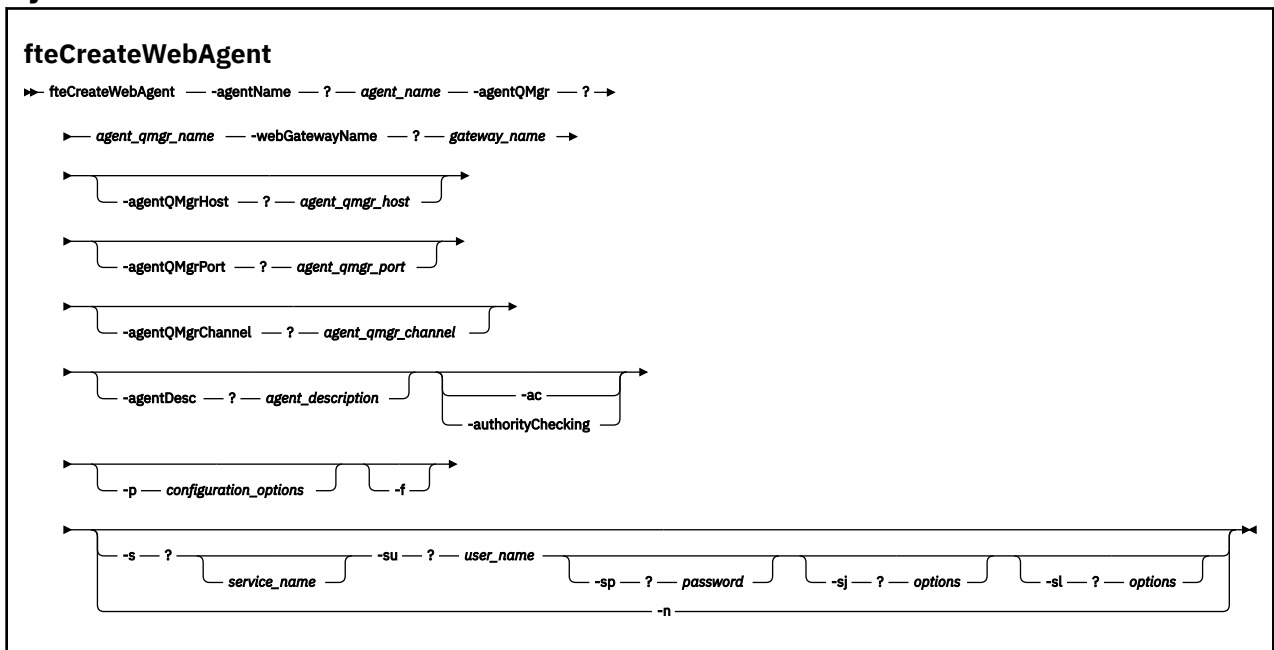 fteCreateWebAgent
fteCreateWebAgent -agentName ? agent_name -agentQMgr ?
agent_qmgr_name -webGatewayName ? gateway_name
-agentQMgrHost ? agent_qmgr_host
-agentQMgrPort ? agent_qmgr_port
-agentQMgrChannel ? agent_qmgr_channel
-agentDesc ? agent_description -ac
-authorityChecking
-p configuration_options -f
-s ? service_name -su ? user_name -sp ? password -sj ? options -sl ? options
-n